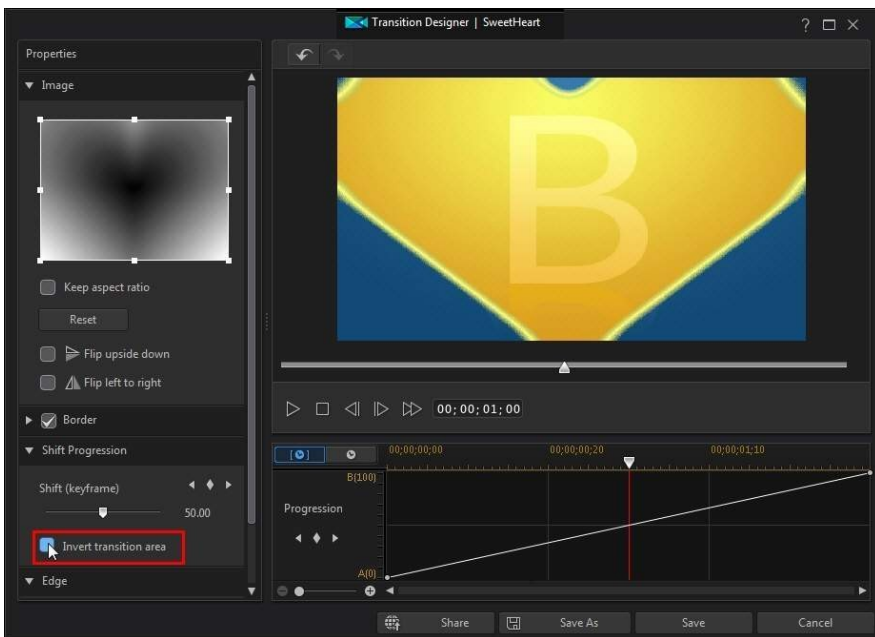 Transition Designer | SweetHeart
?
Properties
Image
Keep aspect ratio
Reset
Flip upside down
Flip left to right
Border
Shift Progression
Shift (keyframe)
50.00
Invert transition area
Edge
B
00;00;01;00
00;00;00;00
00;00;00;20
00;00;01;10
B(100)
Progression
A(0)
Share
Save As
Save
Cancel